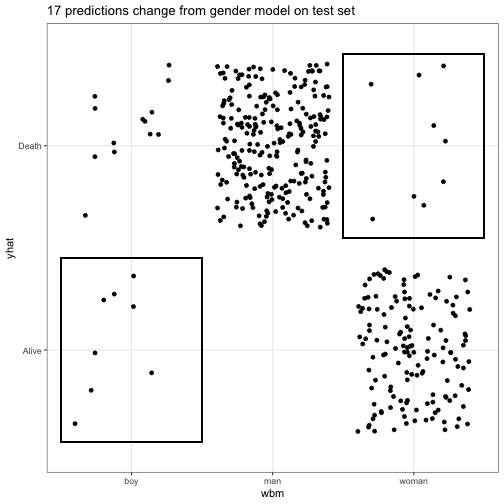 17 predictions change from gender model on test set
Death
Alive
yhat
boy man woman
wbm